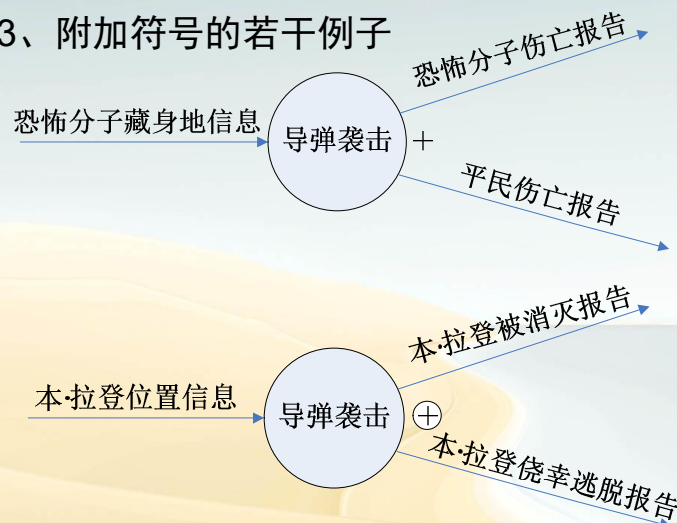 3、附加符号的若干例子
恐怖分子伤亡报告
恐怖分子藏身地信息
导弹袭击
+
平民伤亡报告
本·拉登被消灭报告
本·拉登位置信息
导弹袭击
⊕
本·拉登侥幸逃脱报告